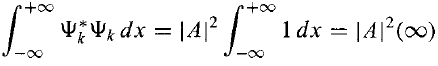 ∫_{-∞}^{+∞} Ψ_k^* Ψ_k dx = |A|^2 ∫_{-∞}^{+∞} 1 dx = |A|^2(∞)